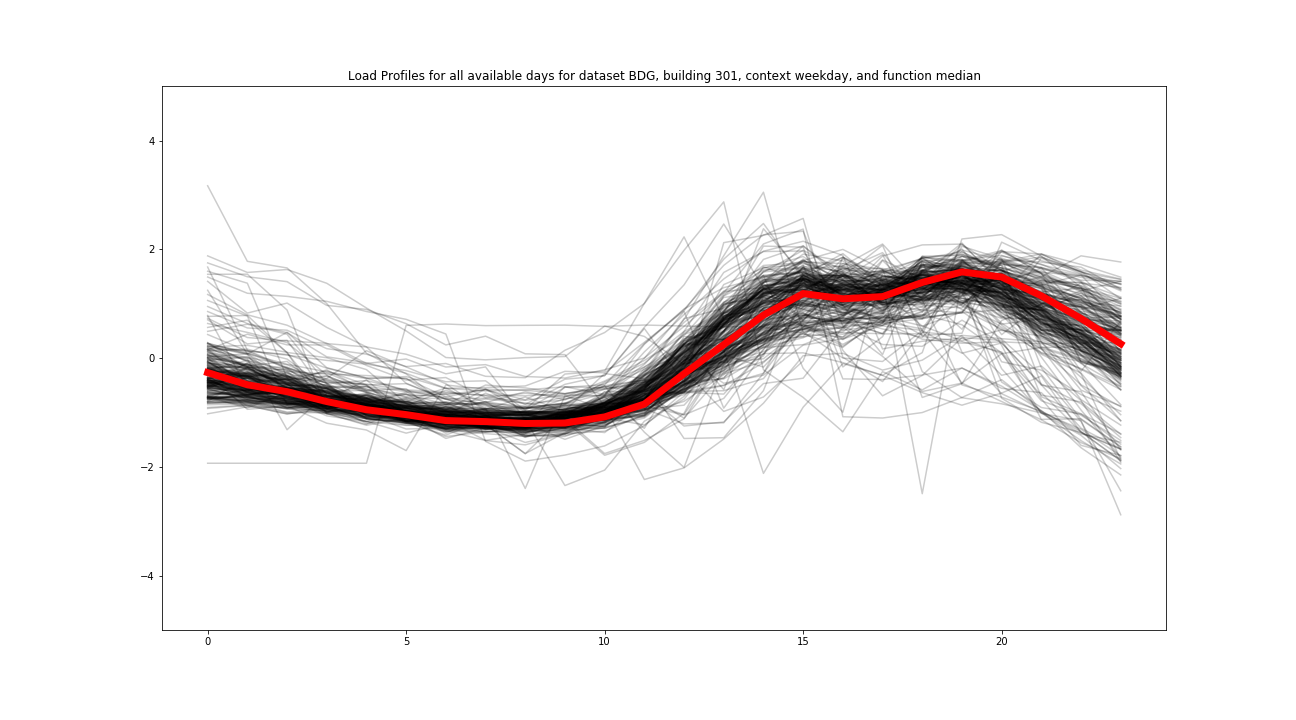 Load Profiles for all available days for dataset BDG, building 301, context weekday, and function median
4
2
0
−2
−4
0 5 10 15 20